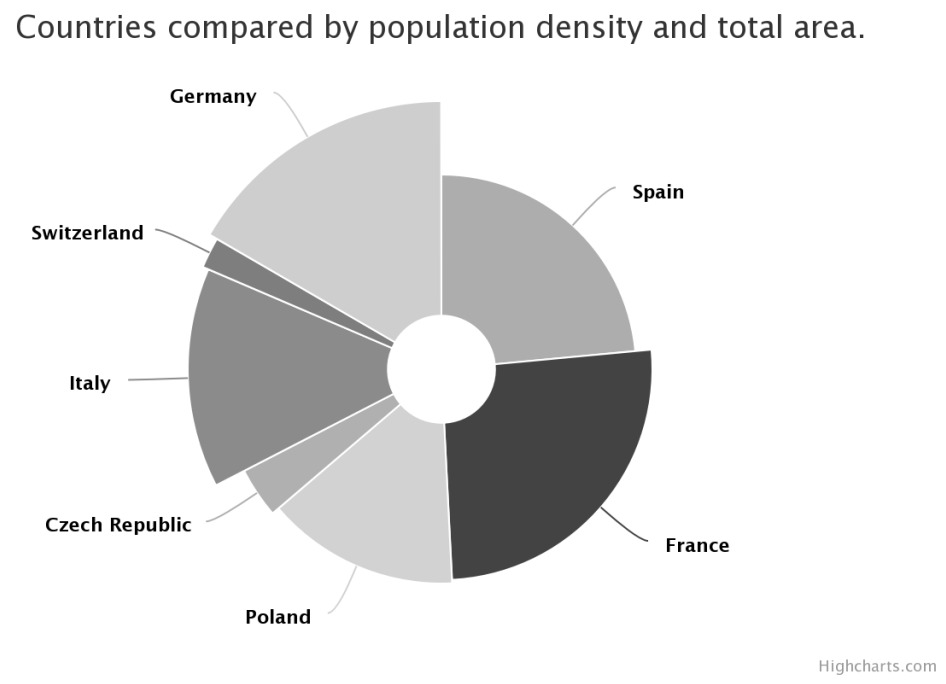 Countries compared by population density and total area.
Germany
Spain
Switzerland
Italy
Czech Republic
France
Poland
Highcharts.com